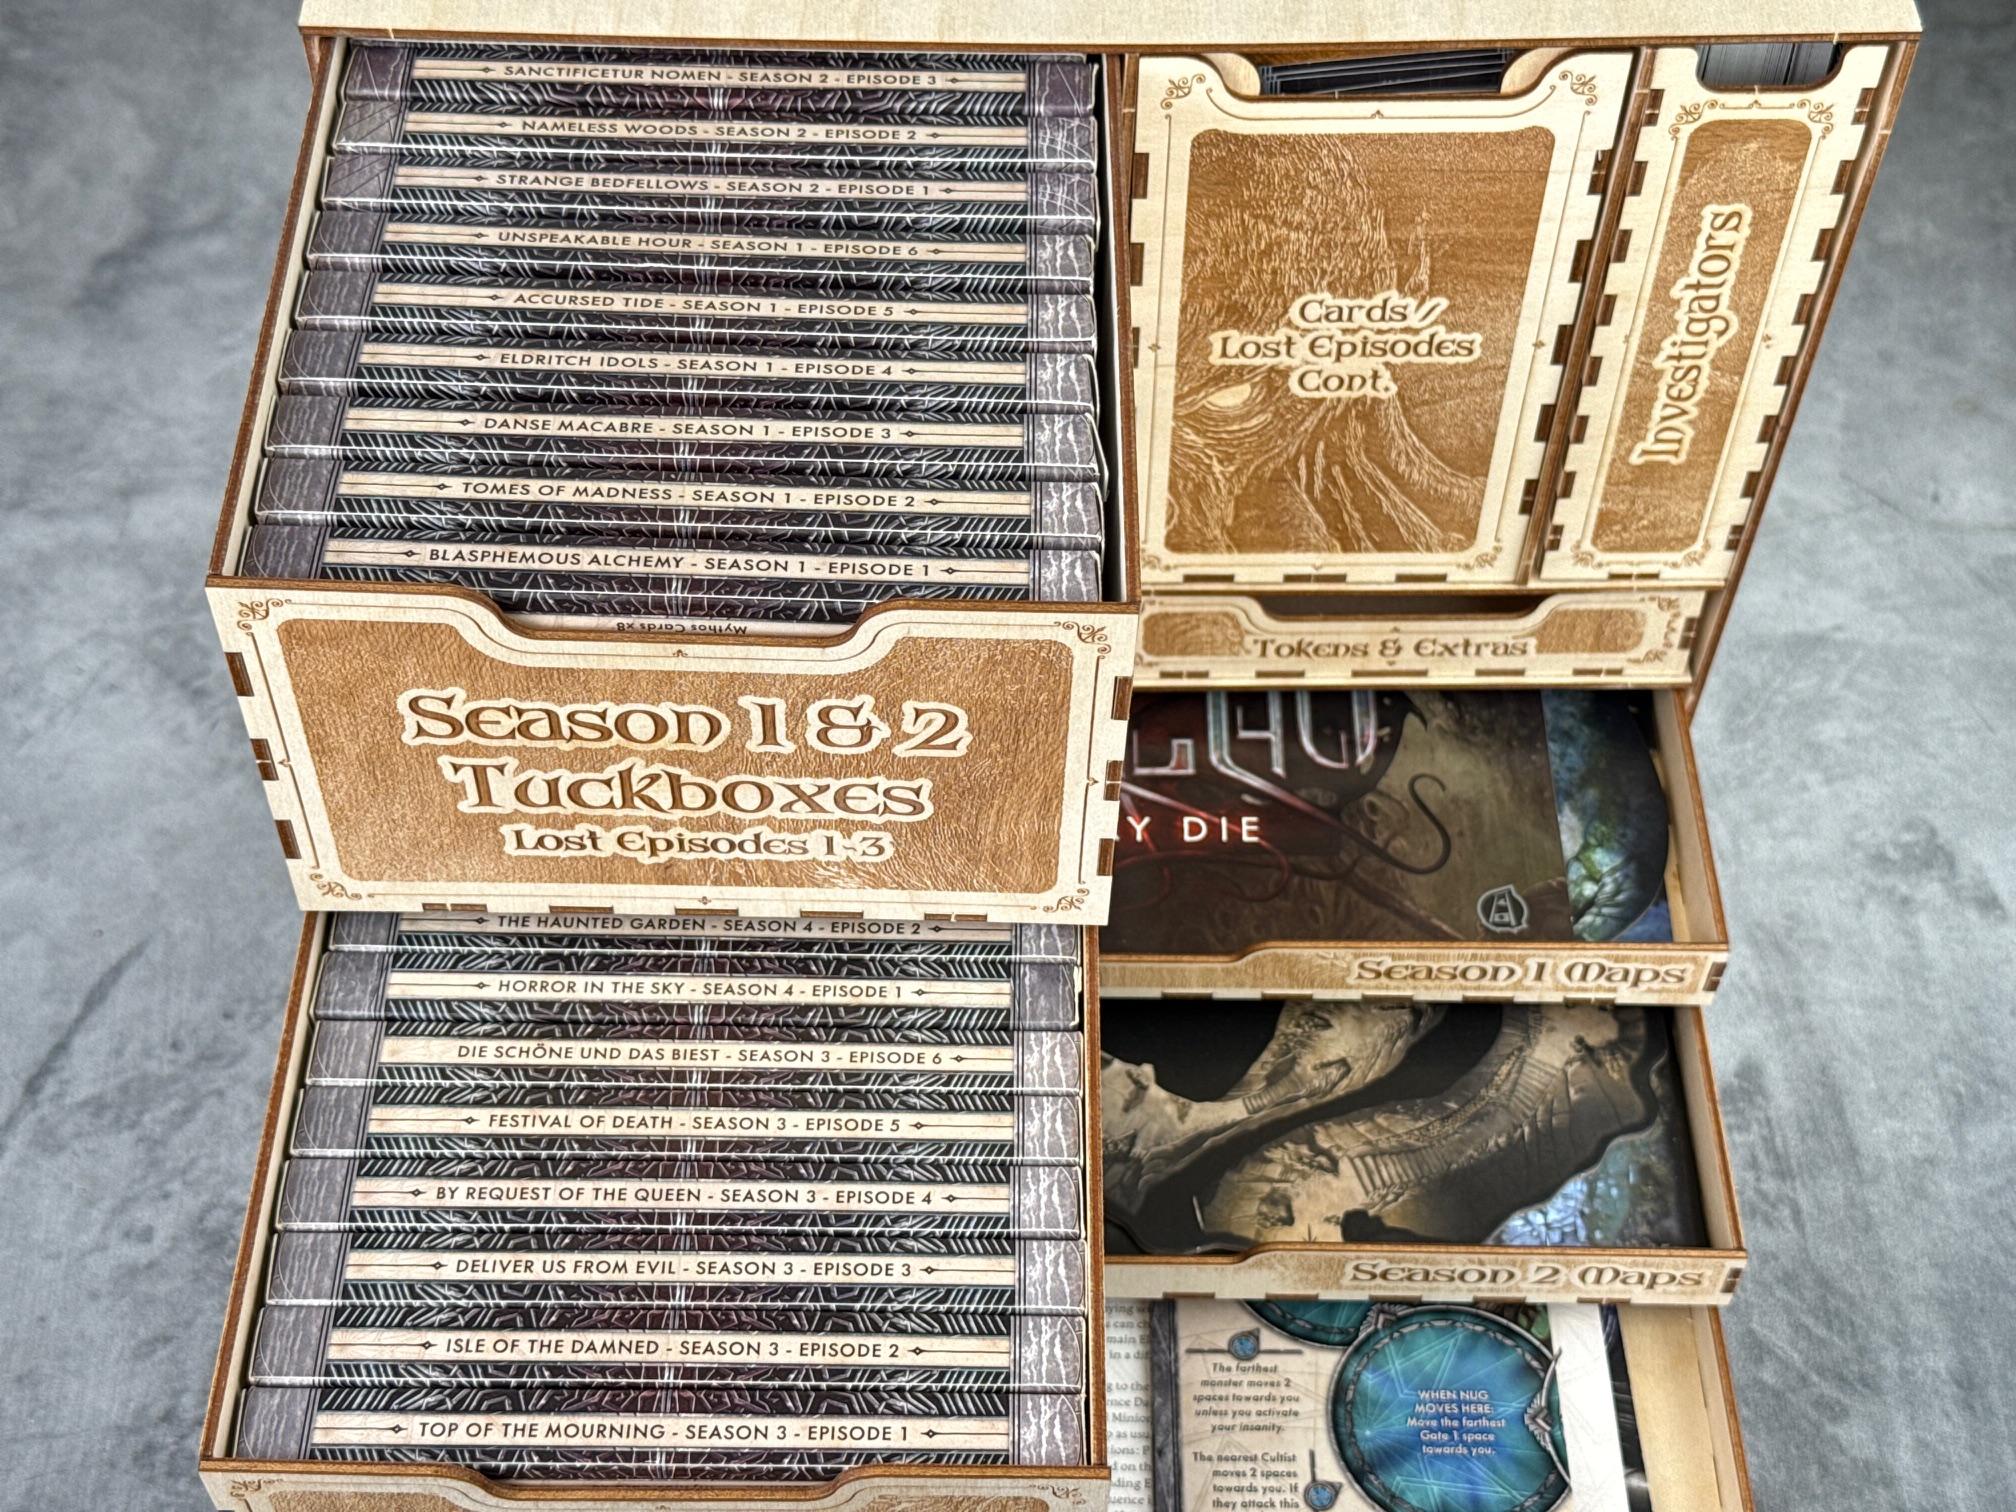 SANCTIFICETUR NOMEN - SEASON 2 - EPISODE 3
NAMELESS WOODS - SEASON 2 - EPISODE 2
STRANGE BEDFELLOWS - SEASON 2 - EPISODE 1
UNSPEAKABLE HOUR - SEASON 1 - EPISODE 6
ACCURSED TIDE - SEASON 1 - EPISODE 5
ELDRITCH IDOLS - SEASON 1 - EPISODE 4
DANSE MACABRE - SEASON 1 - EPISODE 3
TOMES OF MADNESS - SEASON 1 - EPISODE 2
BLASPHEMOUS ALCHEMY - SEASON 1 - EPISODE 1
Mythos Cards x8
Season 1 & 2
Tuckboxes
Lost Episodes 1-3
THE HAUNTED GARDEN - SEASON 4 - EPISODE 2
HORROR IN THE SKY - SEASON 4 - EPISODE 1
DIE SCHÖNE UND DAS BIEST - SEASON 3 - EPISODE 6
FESTIVAL OF DEATH - SEASON 3 - EPISODE 5
BY REQUEST OF THE QUEEN - SEASON 3 - EPISODE 4
DELIVER US FROM EVIL - SEASON 3 - EPISODE 3
ISLE OF THE DAMNED - SEASON 3 - EPISODE 2
TOP OF THE MOURNING - SEASON 3 - EPISODE 1
Cards /
Lost Episodes
Cont.
Investigators
Tokens & Extras
Y DIE
Season 1 Maps
Season 2 Maps
The farthest
monster moves 2
spaces towards you
unless you activate
your insanity.
The nearest Cultist
moves 2 spaces
towards you. If
they attack this
WHEN NUG
MOVES HERE:
Move the farthest
Gate 1 space
towards you.